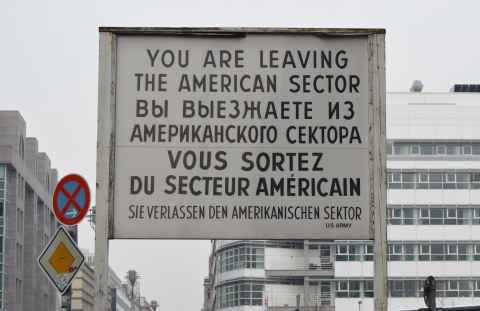 YOU ARE LEAVING
THE AMERICAN SECTOR
ВЫ ВЫЕЗЖАЕТЕ ИЗ
АМЕРИКАНСКОГО СЕКТОРА
VOUS SORTEZ
DU SECTEUR AMÉRICAIN
SIE VERLASSEN DEN AMERIKANISCHEN SEKTOR
US ARMY